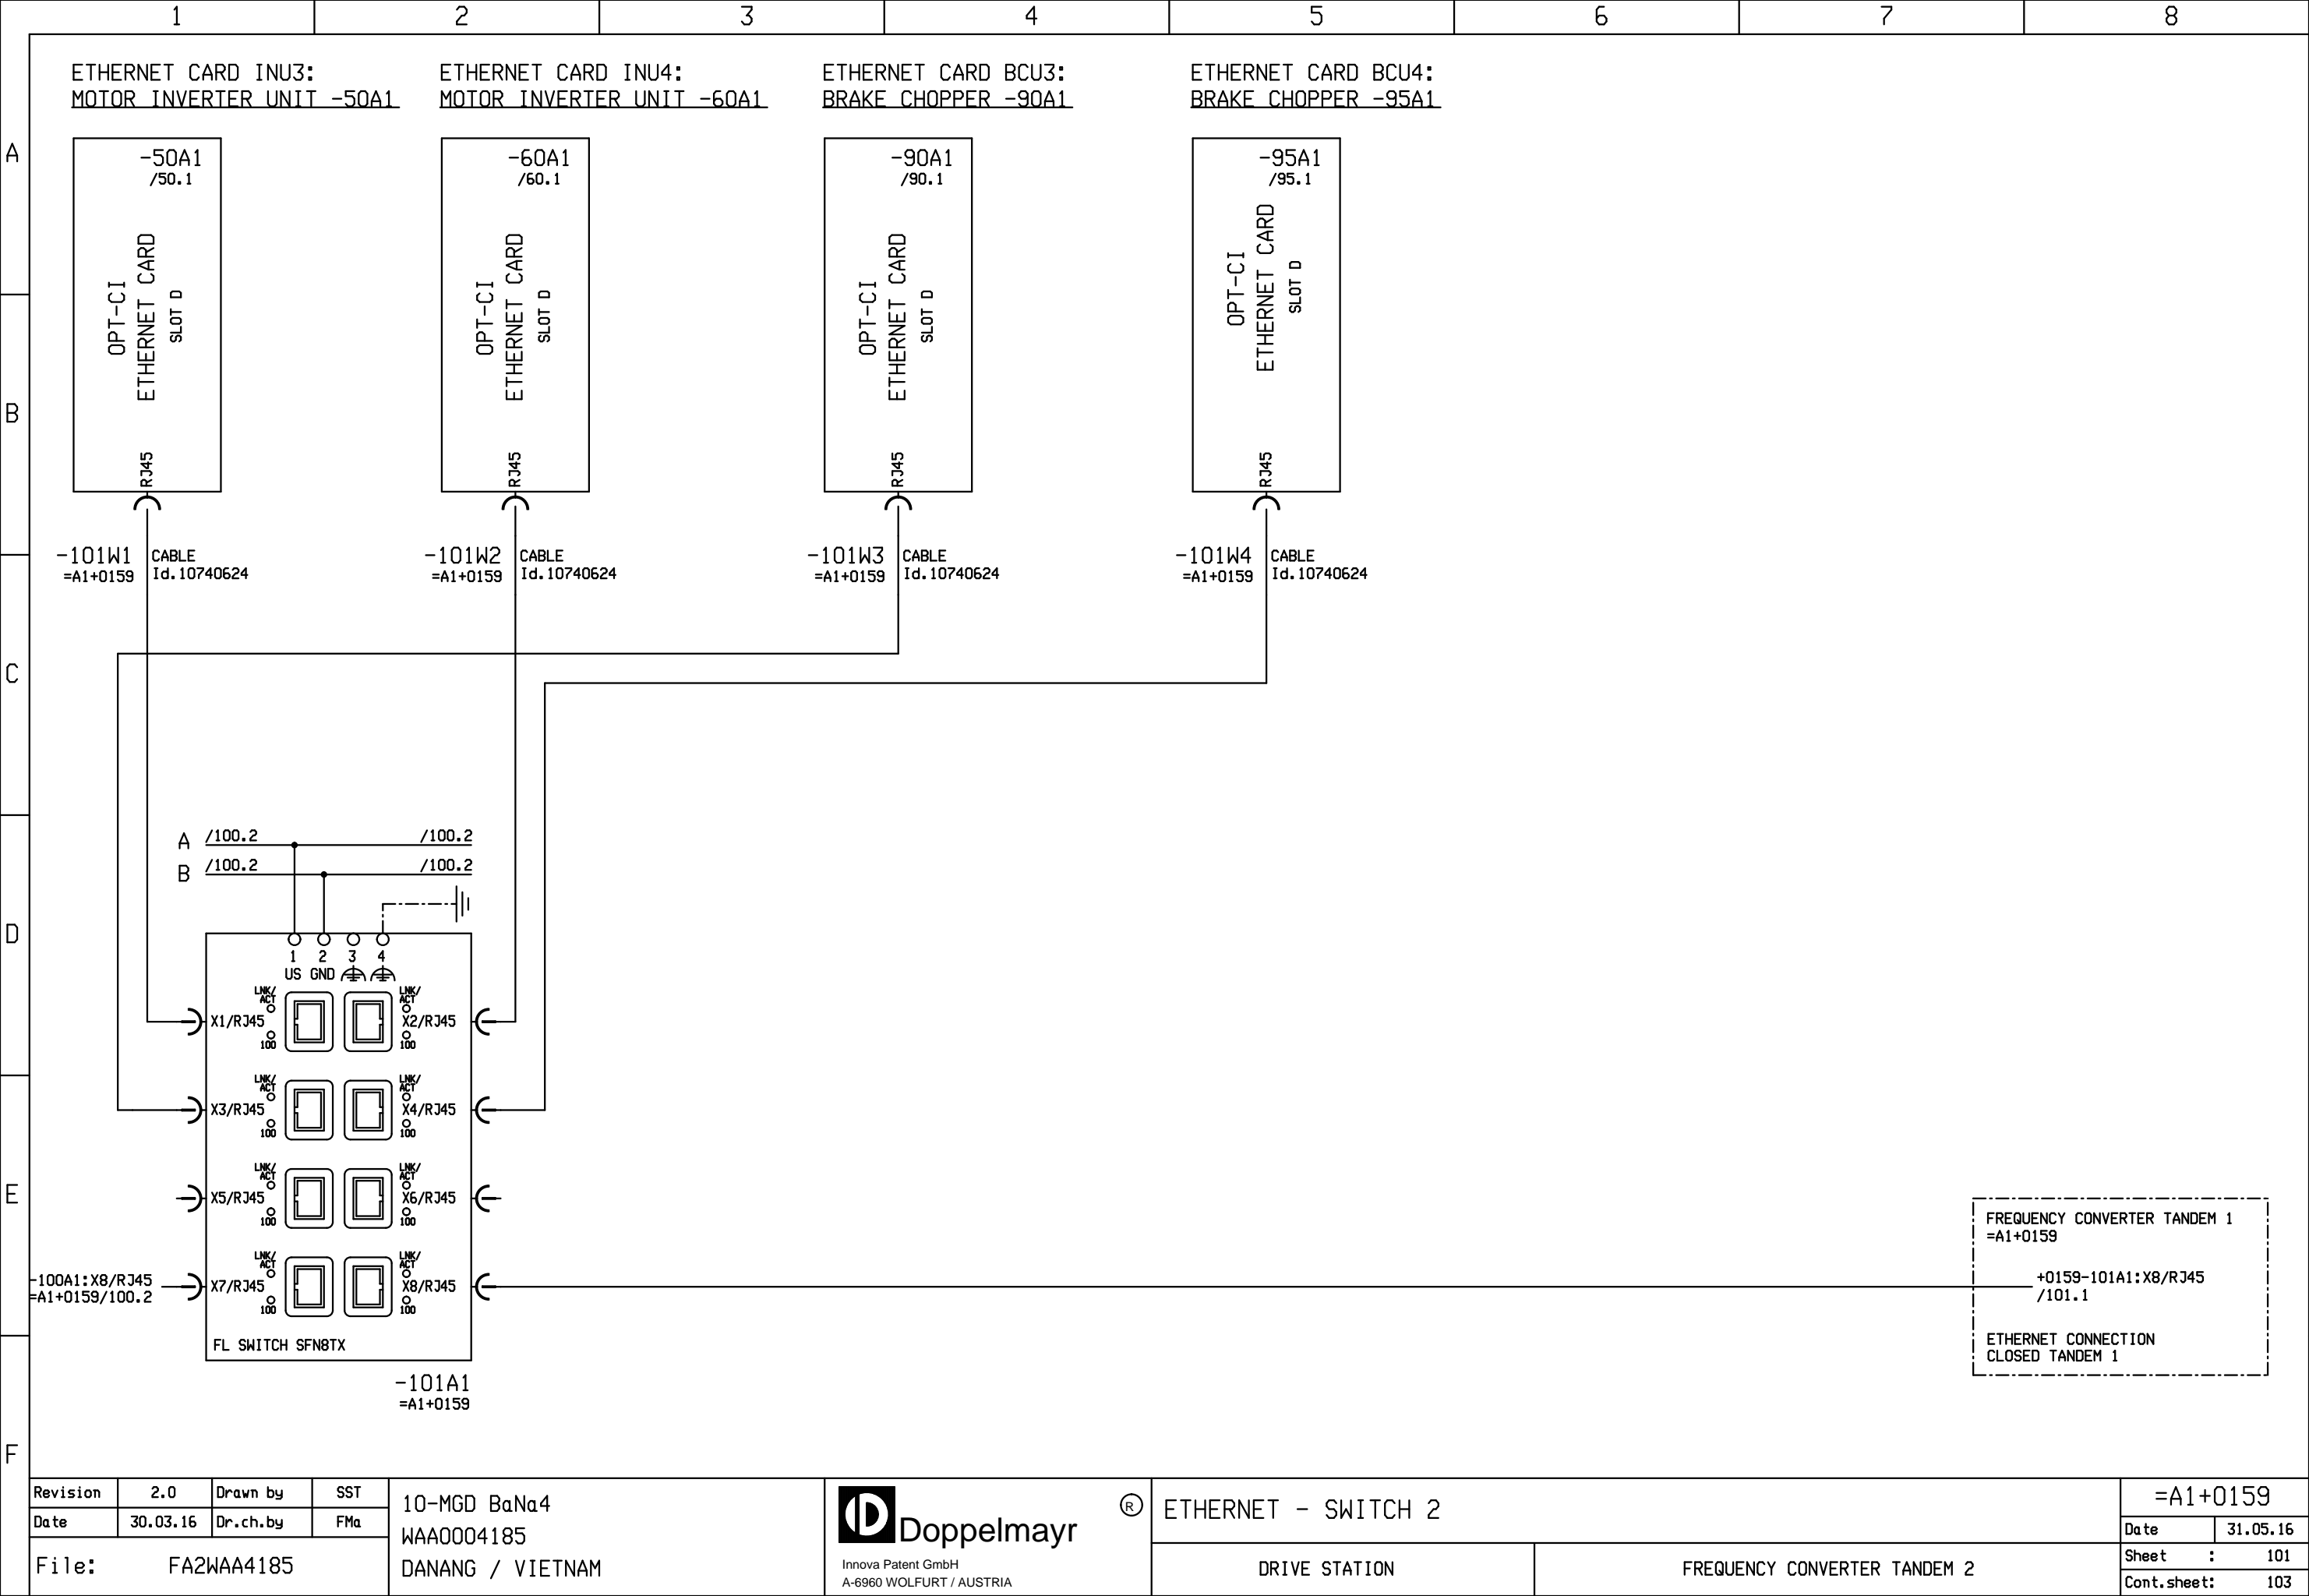 1 2 3 4 5 6 7 8
A
B
C
D
E
F
ETHERNET CARD INU3:
MOTOR INVERTER UNIT -50A1
ETHERNET CARD INU4:
MOTOR INVERTER UNIT -60A1
ETHERNET CARD BCU3:
BRAKE CHOPPER -90A1
ETHERNET CARD BCU4:
BRAKE CHOPPER -95A1
-50A1
/50.1
OPT-CI
ETHERNET CARD
SLOT D
RJ45
-60A1
/60.1
OPT-CI
ETHERNET CARD
SLOT D
RJ45
-90A1
/90.1
OPT-CI
ETHERNET CARD
SLOT D
RJ45
-95A1
/95.1
OPT-CI
ETHERNET CARD
SLOT D
RJ45
-101W1
=A1+0159
CABLE
Id.10740624
-101W2
=A1+0159
CABLE
Id.10740624
-101W3
=A1+0159
CABLE
Id.10740624
-101W4
=A1+0159
CABLE
Id.10740624
A /100.2 /100.2
B /100.2 /100.2
1 2 3 4
US GND
LNK/
ACT
X1/RJ45
100
LNK/
ACT
X2/RJ45
100
LNK/
ACT
X3/RJ45
100
LNK/
ACT
X4/RJ45
100
LNK/
ACT
X5/RJ45
100
LNK/
ACT
X6/RJ45
100
-100A1:X8/RJ45
=A1+0159/100.2
LNK/
ACT
X7/RJ45
100
LNK/
ACT
X8/RJ45
100
FL SWITCH SFN8TX
-101A1
=A1+0159
FREQUENCY CONVERTER TANDEM 1
=A1+0159
+0159-101A1:X8/RJ45
/101.1
ETHERNET CONNECTION
CLOSED TANDEM 1
Revision 2.0 Drawn by SST
Date 30.03.16 Dr.ch.by FMa
File: FA2WAA4185
10-MGD BaNa4
WAA0004185
DANANG / VIETNAM
Doppelmayr
R
Innova Patent GmbH
A-6960 WOLFURT / AUSTRIA
ETHERNET - SWITCH 2
DRIVE STATION
FREQUENCY CONVERTER TANDEM 2
=A1+0159
Date 31.05.16
Sheet : 101
Cont.sheet: 103